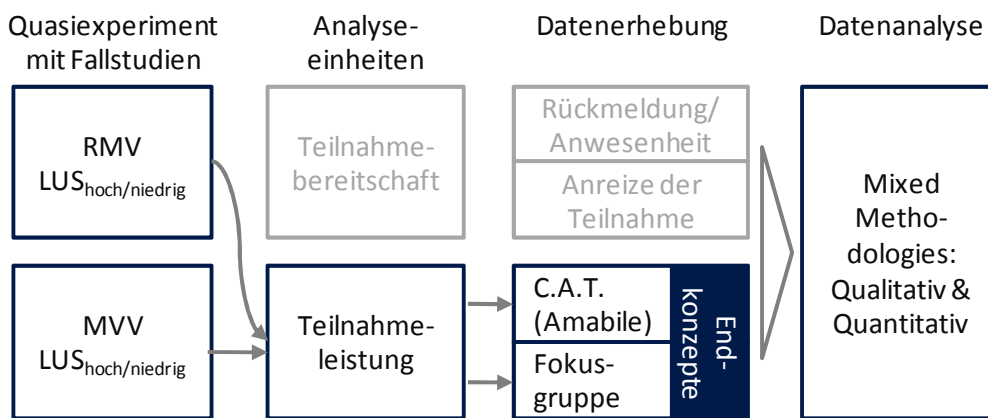 Quasiexperiment
mit Fallstudien
Analyse-
einheiten
Datenerhebung
Datenanalyse
RMV
LUShoch/niedrig
Teilnahme-
bereitschaft
Rückmeldung/
Anwesenheit
Anreize der
Teilnahme
MVV
LUShoch/niedrig
Teilnahme-
leistung
C.A.T.
(Amabile)
Fokus-
gruppe
End-
konzepte
Mixed
Metho-
dologies:
Qualitativ &
Quantitativ